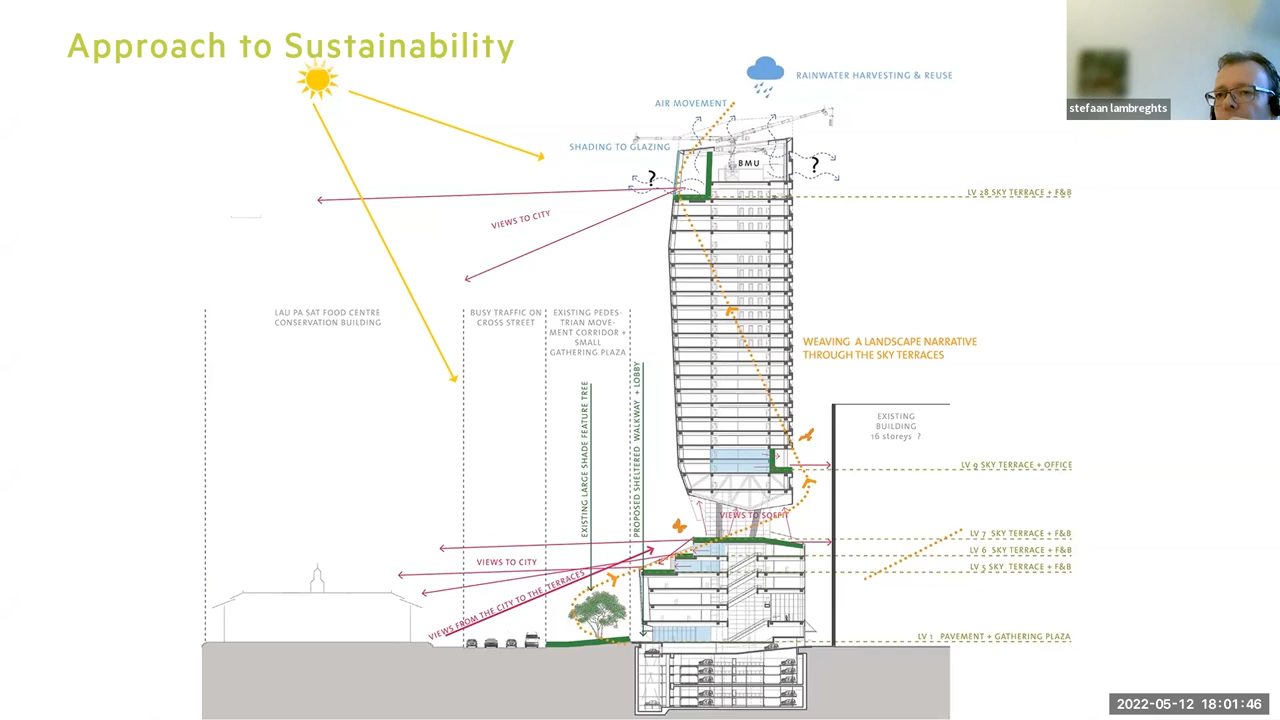 Approach to Sustainability
stefaan lambreghts
RAINWATER HARVESTING & REUSE
AIR MOVEMENT
SHADING TO GLAZING
BMU
?
?
LV 28 SKY TERRACE + F&B
VIEWS TO CITY
LAU PA SAT FOOD CENTRE
CONSERVATION BUILDING
BUSY TRAFFIC ON
CROSS STREET
EXISTING PEDES-
TRIAN MOVE-
MENT CORRIDOR +
SMALL
GATHERING PLAZA
WEAVING A LANDSCAPE NARRATIVE
THROUGH THE SKY TERRACES
EXISTING LARGE SHADE FEATURE TREE
PROPOSED SHELTERED WALKWAY + LOBBY
EXISTING
BUILDING
16 storeys ?
LV 9 SKY TERRACE + OFFICE
VIEWS TO SOFFIT
LV 7 SKY TERRACE + F&B
LV 6 SKY TERRACE + F&B
LV 5 SKY TERRACE + F&B
VIEWS TO CITY
VIEWS FROM THE CITY TO THE TERRACES
LV 1 PAVEMENT + GATHERING PLAZA
2022-05-12 18:01:46